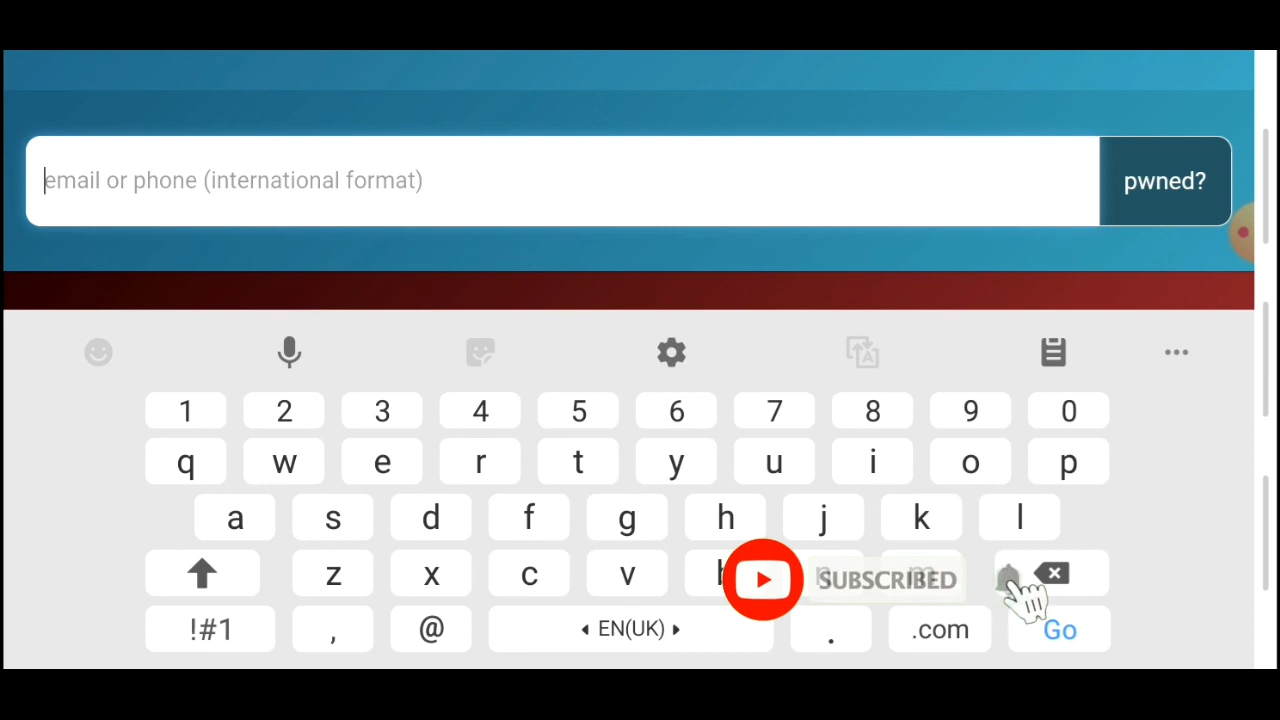 email or phone (international format)
pwned?
1 2 3 4 5 6 7 8 9 0
q w e r t y u i o p
a s d f g h j k l
z x c v b n m
SUBSCRIBED
!#1 , @ EN(UK) . .com Go